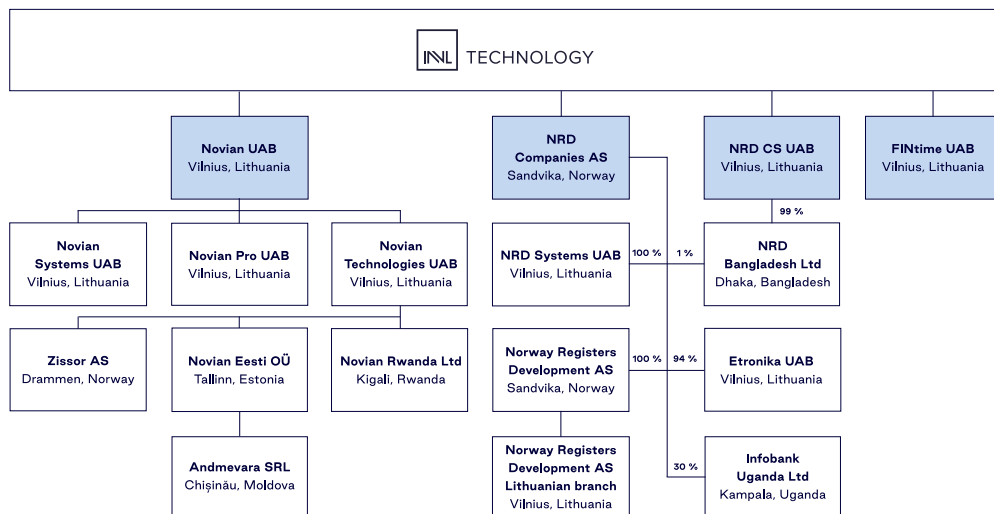 INVL TECHNOLOGY
Novian UAB
Vilnius, Lithuania
NRD
Companies AS
Sandvika, Norway
NRD CS UAB
Vilnius, Lithuania
FINtime UAB
Vilnius, Lithuania
99 %
Novian
Systems UAB
Vilnius, Lithuania
Novian Pro UAB
Vilnius, Lithuania
Novian
Technologies UAB
Vilnius, Lithuania
NRD Systems UAB
Vilnius, Lithuania
100 %
1 %
NRD
Bangladesh Ltd
Dhaka, Bangladesh
Zissor AS
Drammen, Norway
Novian Eesti OÜ
Tallinn, Estonia
Novian Rwanda Ltd
Kigali, Rwanda
Norway Registers
Development AS
Sandvika, Norway
100 %
94 %
Etronika UAB
Vilnius, Lithuania
Andmevara SRL
Chișinău, Moldova
Norway Registers
Development AS
Lithuanian branch
Vilnius, Lithuania
30 %
Infobank
Uganda Ltd
Kampala, Uganda